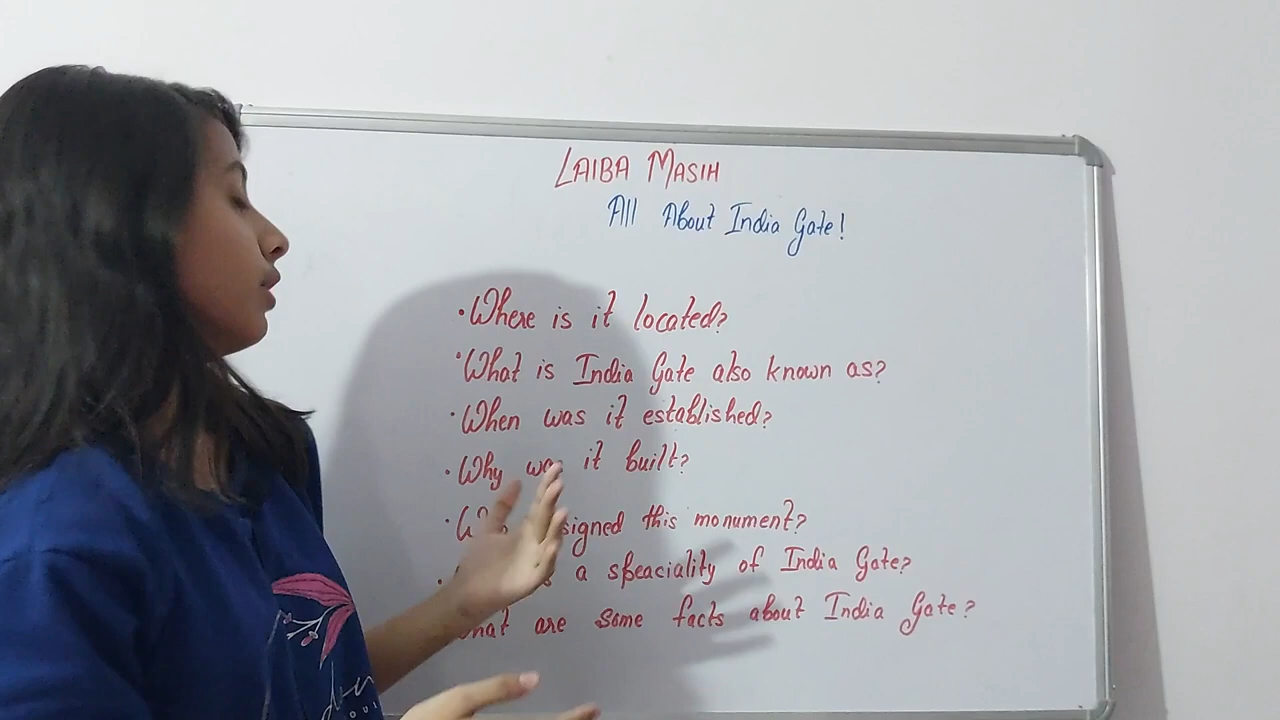 LAIBA MASIH
All About India Gate!
• Where is it located?
• What is India Gate also known as?
• When was it established?
• Why it built?
• this monument?
• a speaciality of India Gate?
are some facts about India Gate?